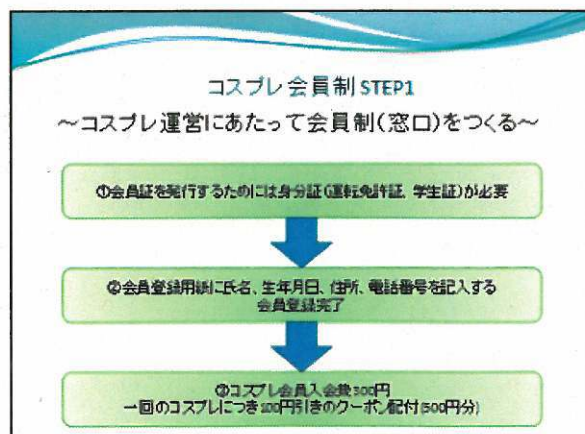 コスプレ会員制 STEP1
~コスプレ運営にあたって会員制(窓口)をつくる~
①会員証を発行するためには身分証(運転免許証、学生証)が必要
②会員登録用紙に氏名、生年月日、住所、電話番号を記入する
会員登録完了
③コスプレ会員入会費300円
一回のコスプレにつき100円引きのクーポン配付(500円分)